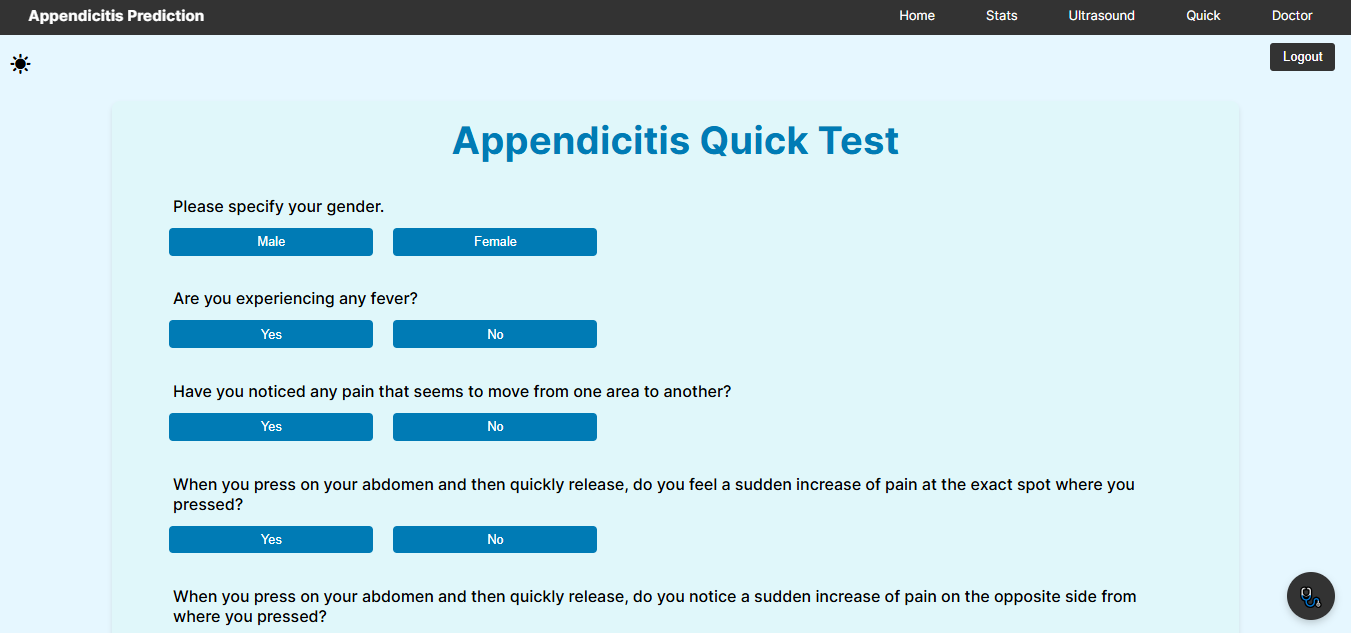 Appendicitis Prediction
Home
Stats
Ultrasound
Quick
Doctor
Logout
Appendicitis Quick Test
Please specify your gender.
Male
Female
Are you experiencing any fever?
Yes
No
Have you noticed any pain that seems to move from one area to another?
Yes
No
When you press on your abdomen and then quickly release, do you feel a sudden increase of pain at the exact spot where you
pressed?
Yes
No
When you press on your abdomen and then quickly release, do you notice a sudden increase of pain on the opposite side from
where you pressed?